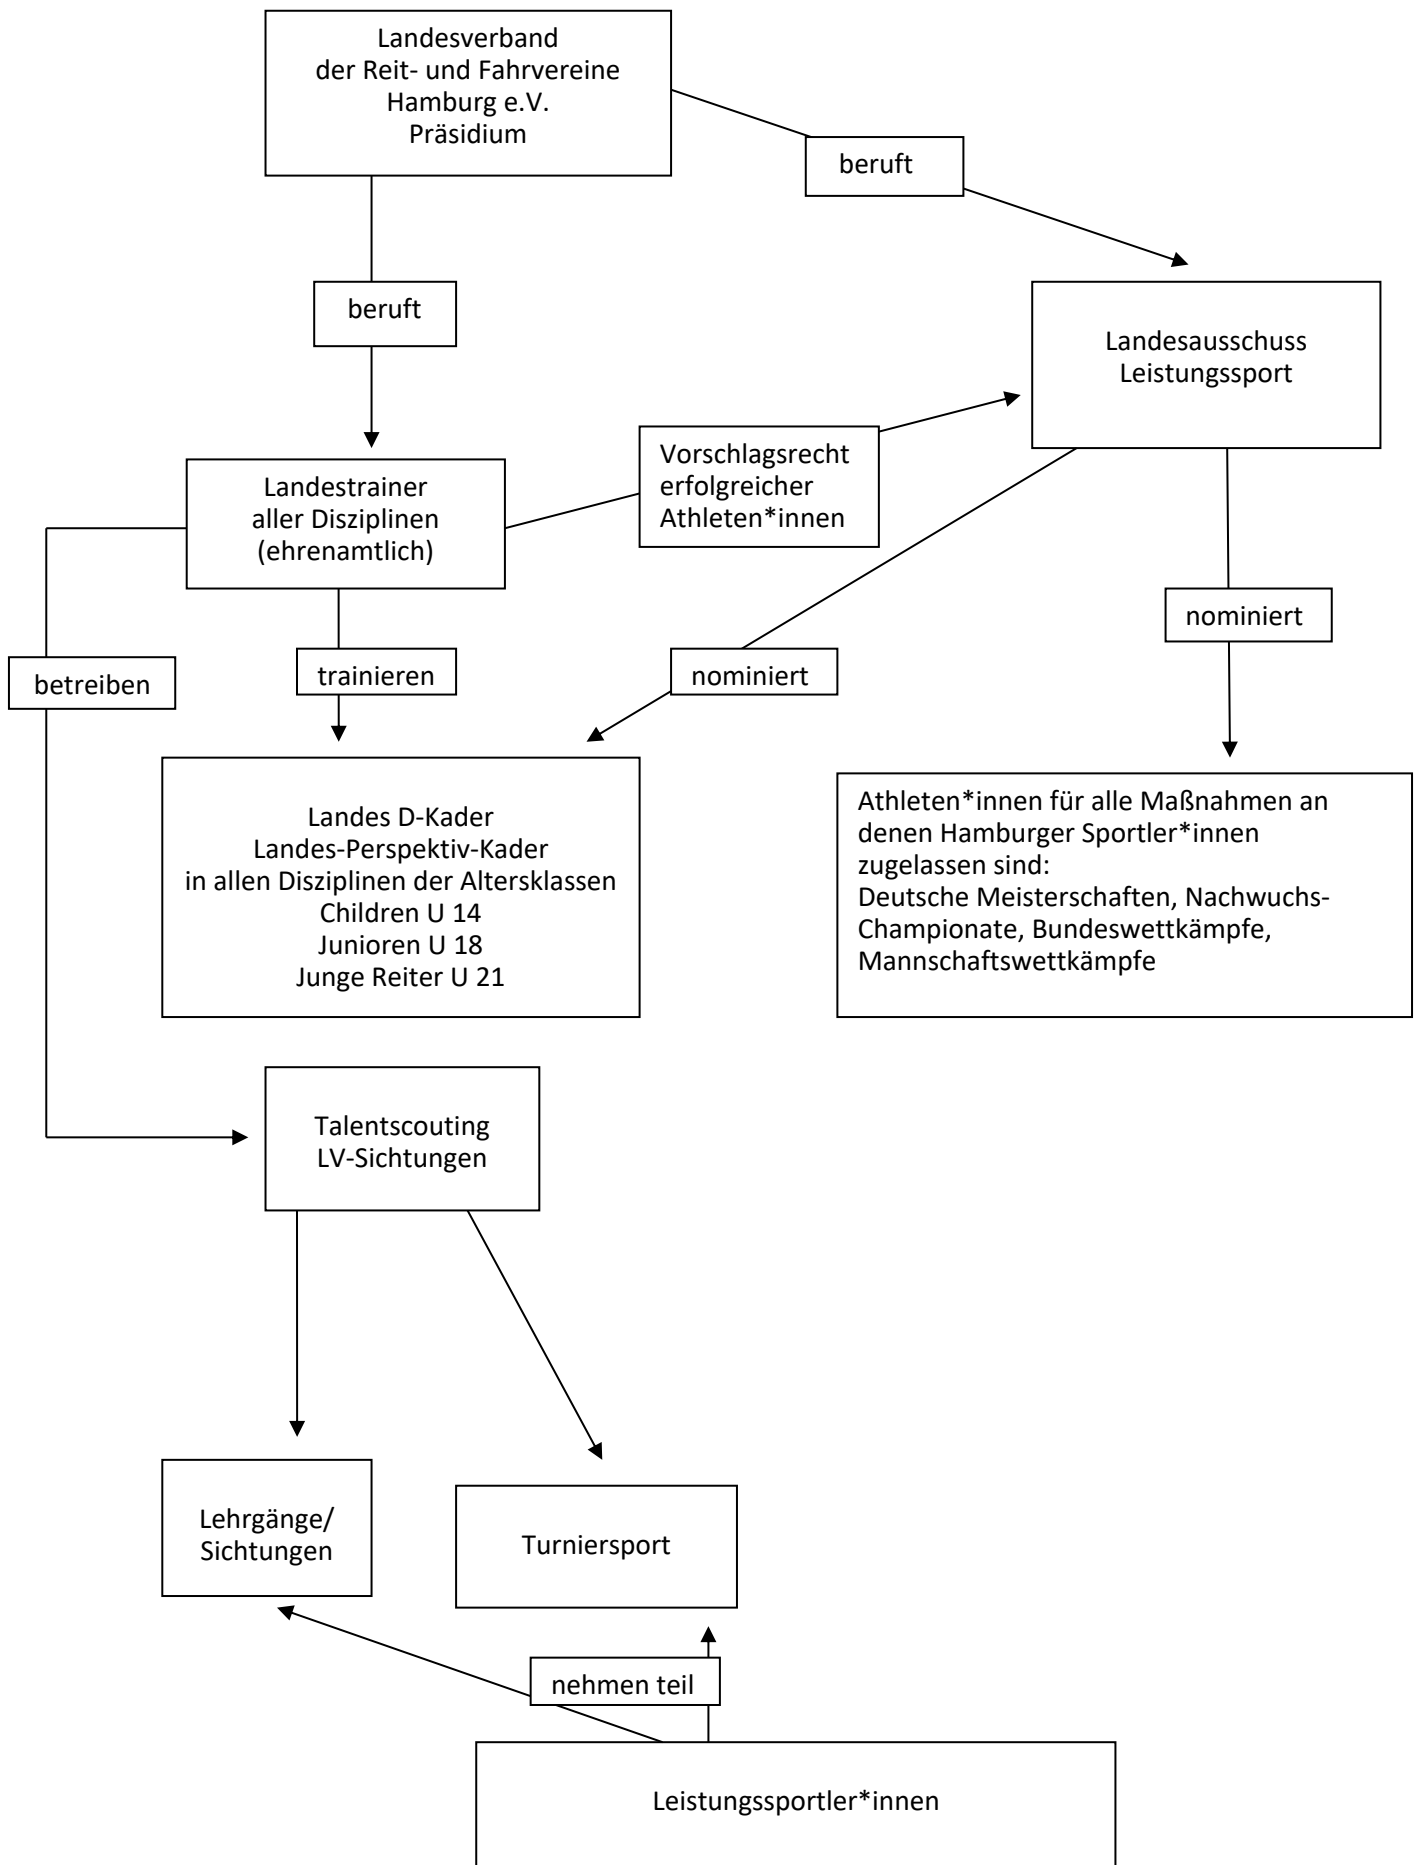 Landesverband
der Reit- und Fahrvereine
Hamburg e.V.
Präsidium
beruft
beruft
Landesausschuss
Leistungssport
Vorschlagsrecht
erfolgreicher
Athleten*innen
Landestrainer
aller Disziplinen
(ehrenamtlich)
nominiert
betreiben
trainieren
nominiert
Landes D-Kader
Landes-Perspektiv-Kader
in allen Disziplinen der Altersklassen
Children U 14
Junioren U 18
Junge Reiter U 21
Athleten*innen für alle Maßnahmen an
denen Hamburger Sportler*innen
zugelassen sind:
Deutsche Meisterschaften, Nachwuchs-
Championate, Bundeswettkämpfe,
Mannschaftswettkämpfe
Talentscouting
LV-Sichtungen
Lehrgänge/
Sichtungen
Turniersport
nehmen teil
Leistungssportler*innen